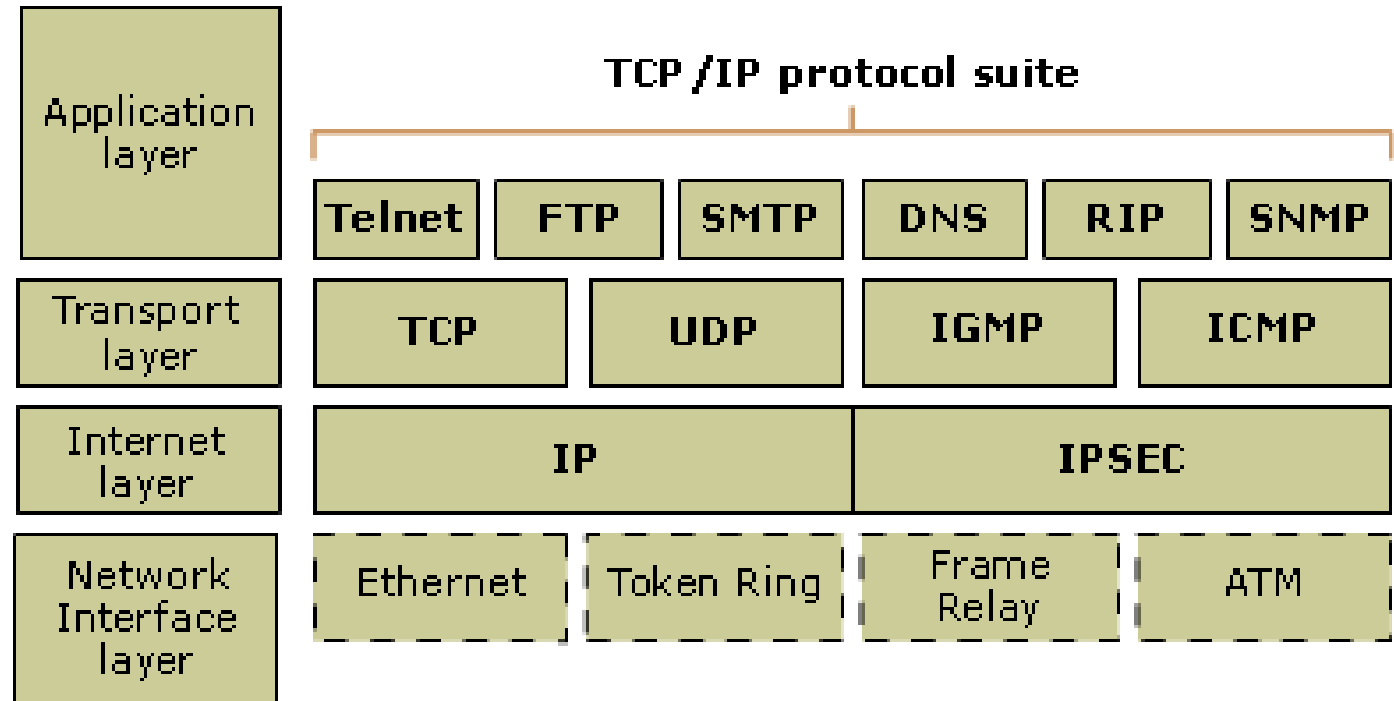 Application
layer
TCP/IP protocol suite
Telnet FTP SMTP DNS RIP SNMP
Transport
layer
TCP UDP IGMP ICMP
Internet
layer
IP IPSEC
Network
Interface
layer
Ethernet Token Ring Frame
Relay ATM